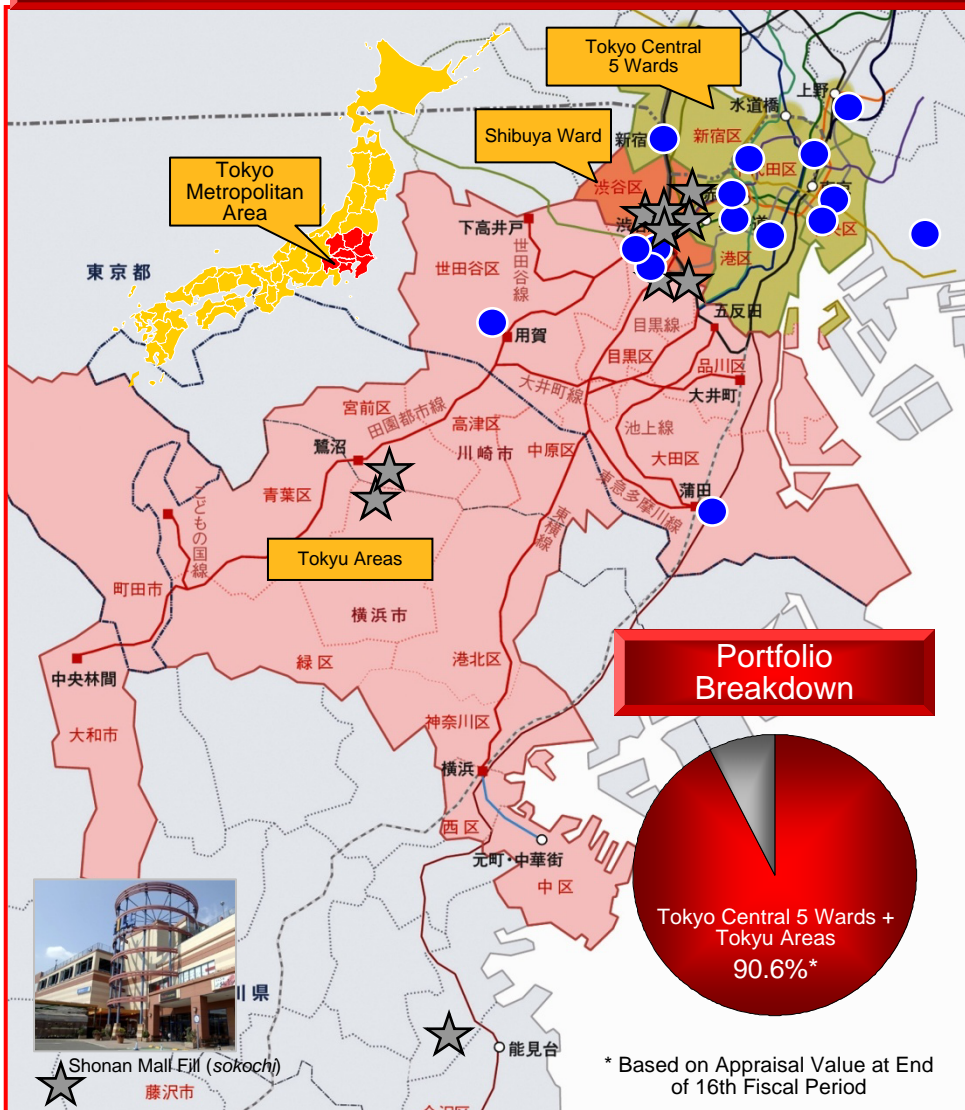 Tokyo Central
5 Wards
上野
水道橋
Shibuya Ward
新宿
新宿区
Tokyo
Metropolitan
Area
渋谷区
下高井戸
東京都
世田谷区
世田谷線
港区
五反田
用賀
目黒線
目黒区
品川区
大井町
大井町線
宮前区
田園都市線
高津区
池上線
鷺沼
川崎市
中原区
大田区
青葉区
蒲田
東急多摩川線
こどもの国線
東横線
Tokyu Areas
町田市
横浜市
緑区
港北区
中央林間
Portfolio
Breakdown
神奈川区
大和市
横浜
西区
元町・中華街
中区
Tokyo Central 5 Wards +
Tokyu Areas
90.6%*
川県
能見台
Shonan Mall Fill (sokochi)
藤沢市
* Based on Appraisal Value at End
of 16th Fiscal Period